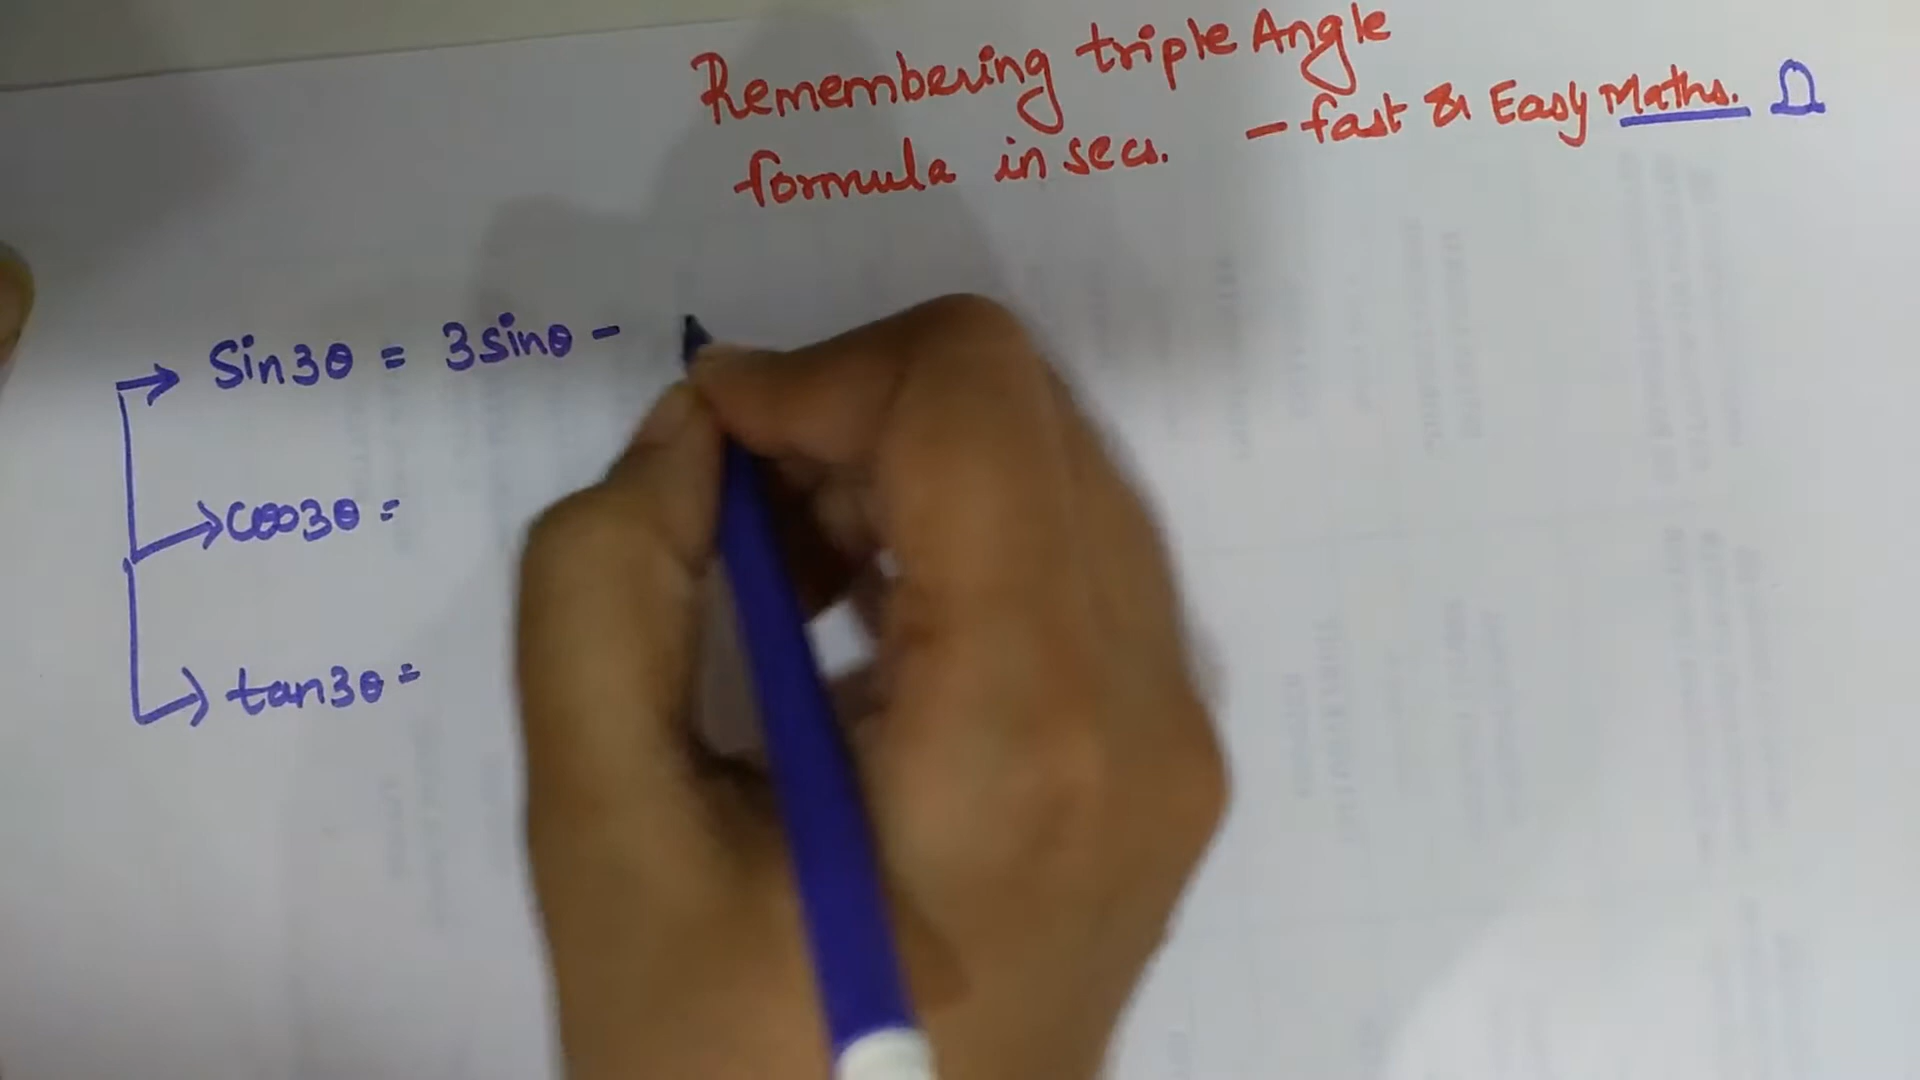 Remembering triple Angle
formula in secs.
- fast & Easy Maths.
Sin3θ = 3sinθ -
cos3θ =
tan3θ =